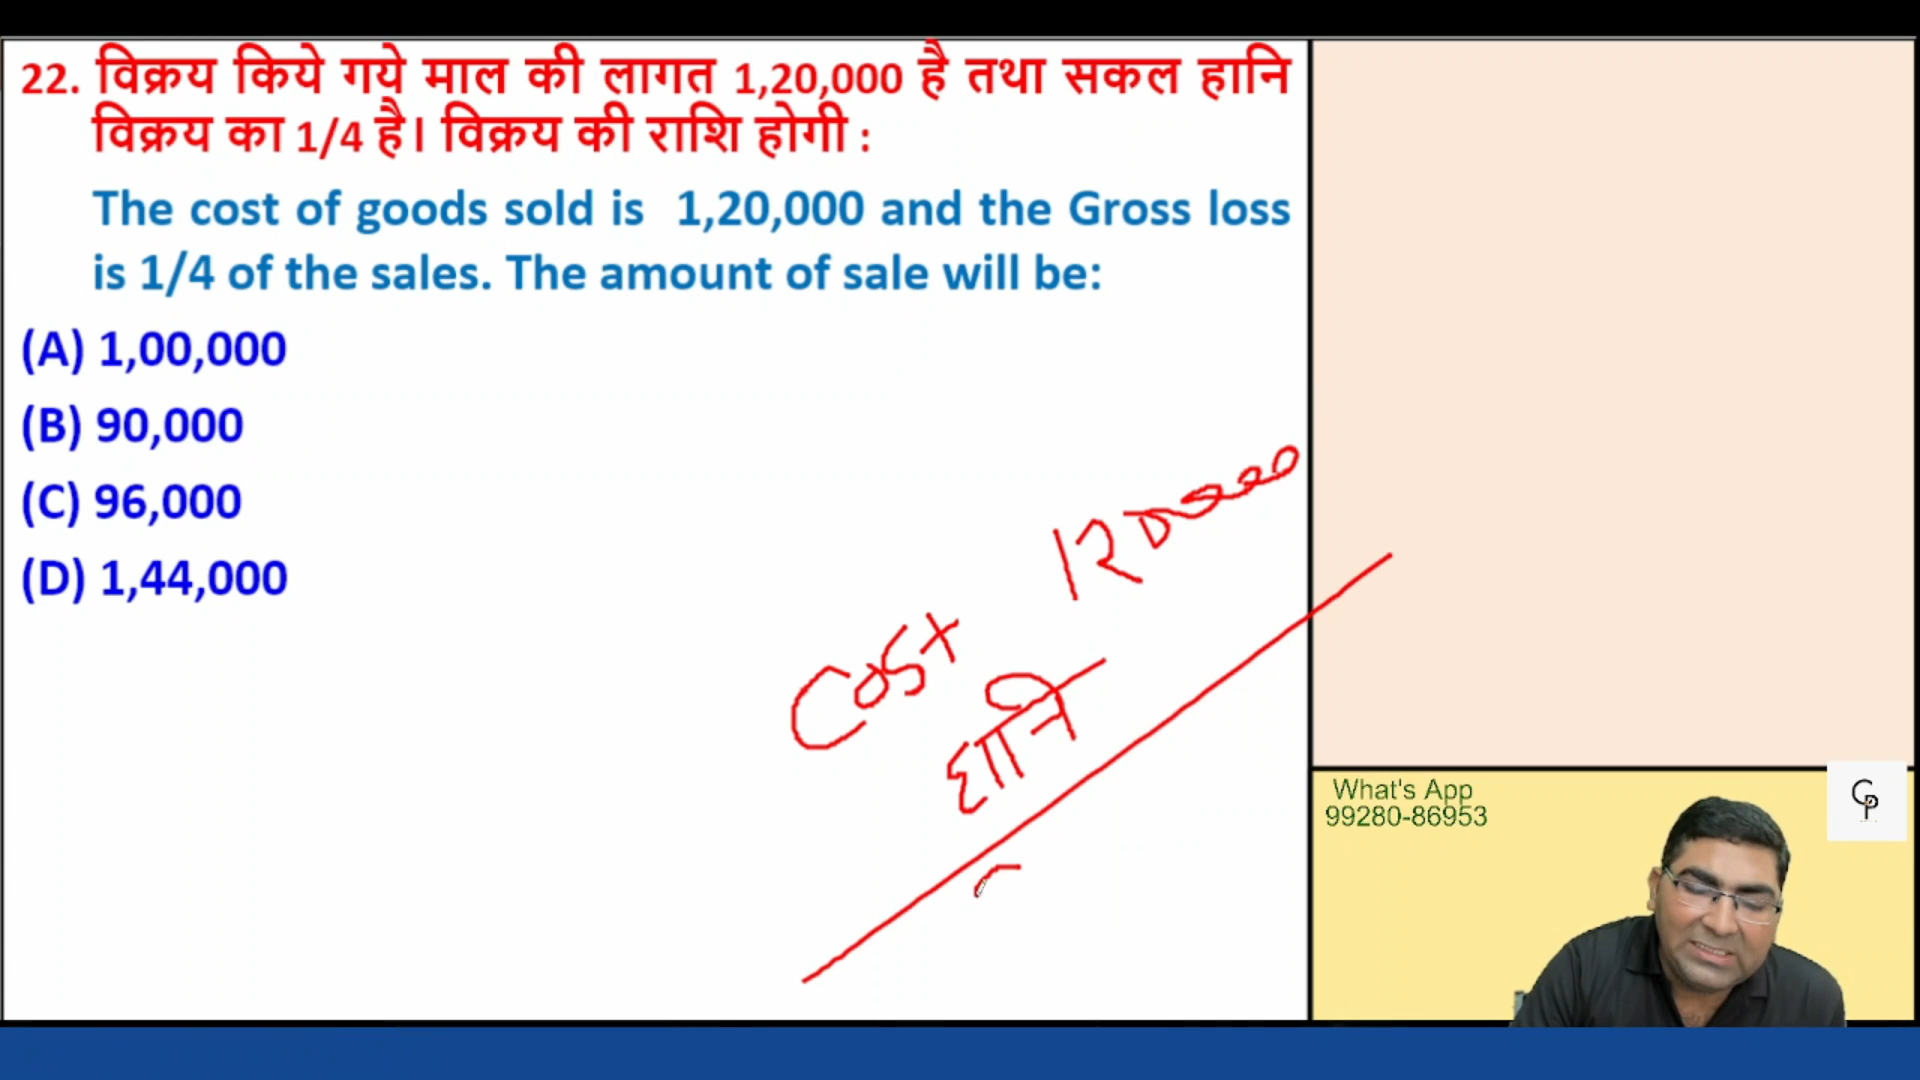 22. विक्रय किये गये माल की लागत 1,20,000 है तथा सकल हानि
विक्रय का 1/4 है। विक्रय की राशि होगी :
The cost of goods sold is 1,20,000 and the Gross loss
is 1/4 of the sales. The amount of sale will be:
(A) 1,00,000
(B) 90,000
(C) 96,000
(D) 1,44,000
Cost 120000
हानि
What's App
99280-86953
CP